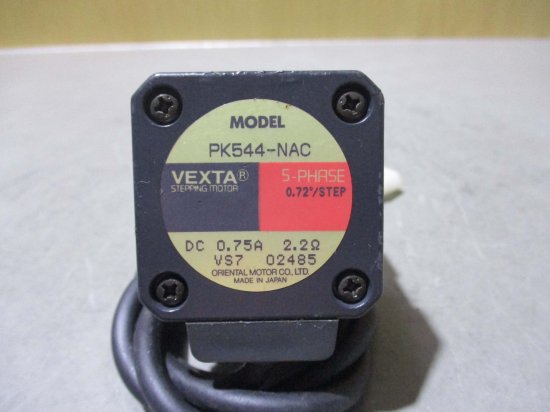 MODEL
PK544-NAC
VEXTA®
STEPPING MOTOR
5-PHASE
0.72°/STEP
DC 0.75A 2.2Ω
VS7 02485
ORIENTAL MOTOR CO., LTD.
MADE IN JAPAN